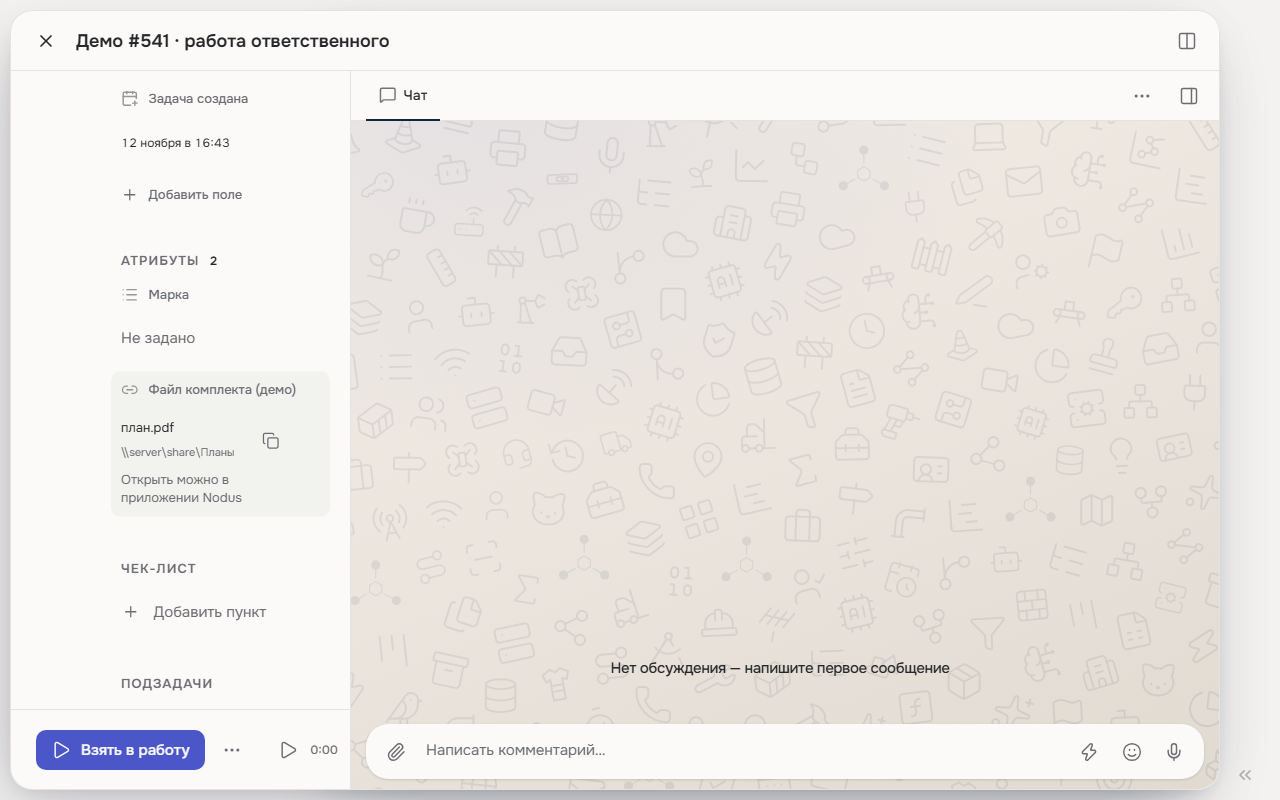 Демо #541 · работа ответственного
Задача создана
12 ноября в 16:43
Добавить поле
АТРИБУТЫ 2
Марка
Не задано
Файл комплекта (демо)
план.pdf
\\server\share\Планы
Открыть можно в
приложении Nodus
ЧЕК-ЛИСТ
Добавить пункт
ПОДЗАДАЧИ
Взять в работу
0:00
Чат
Нет обсуждения — напишите первое сообщение
Написать комментарий...